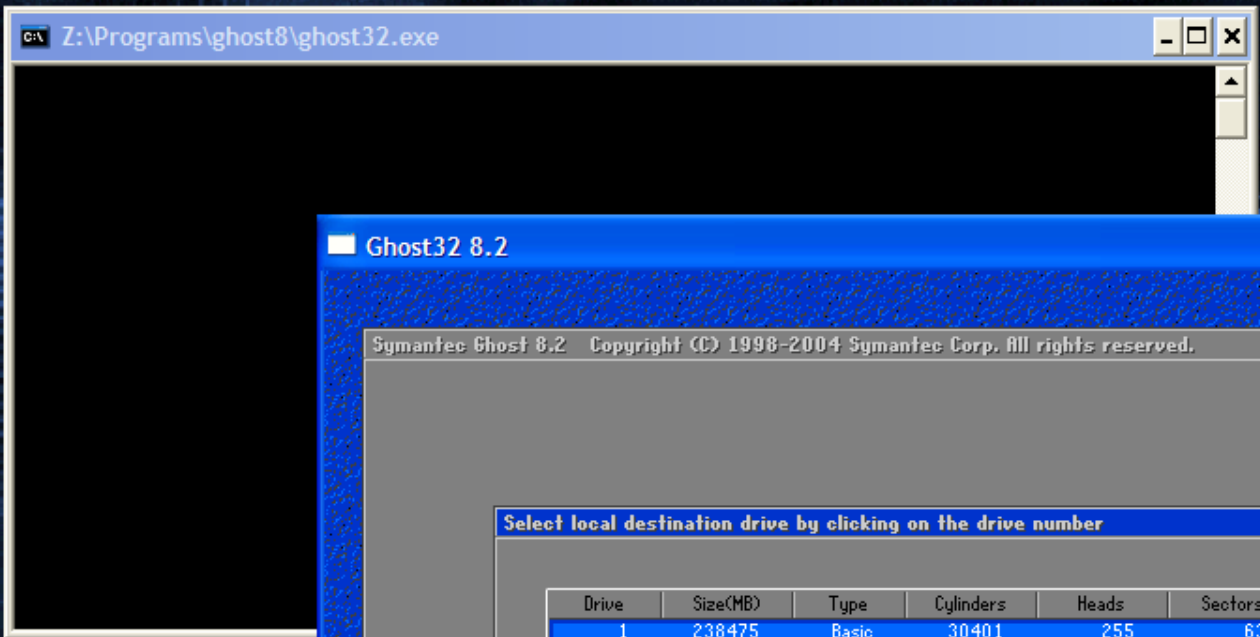 Z:\Programs\ghost8\ghost32.exe
Ghost32 8.2
Symantec Ghost 8.2 Copyright (C) 1998-2004 Symantec Corp. All rights reserved.
Select local destination drive by clicking on the drive number
Drive Size(MB) Type Cylinders Heads Sectors
1 238475 Basic 30401 255